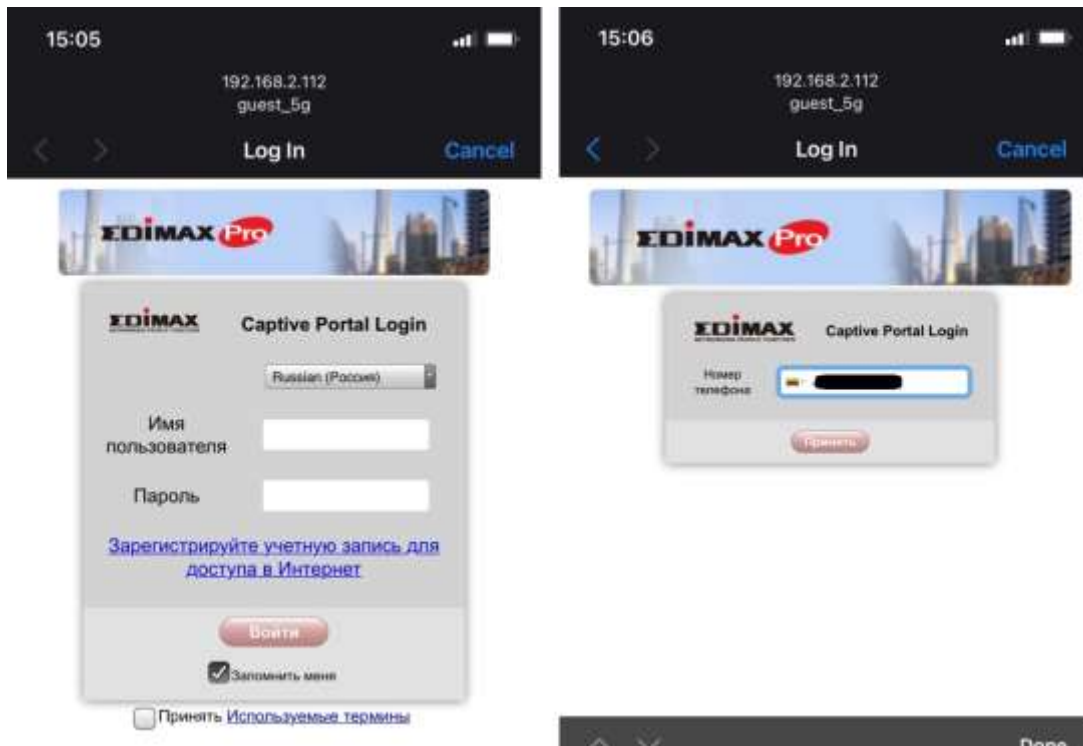 15:05
192.168.2.112
guest_5g
Log In
Cancel
EDIMAX Pro
EDIMAX
Captive Portal Login
Russian (Россия)
Имя
пользователя
Пароль
Зарегистрируйте учетную запись для
доступа в Интернет
Войти
Запомнить меня
Принять Используемые термины
15:06
192.168.2.112
guest_5g
Log In
Cancel
EDIMAX Pro
EDIMAX
Captive Portal Login
Номер
телефона
Принять
Done